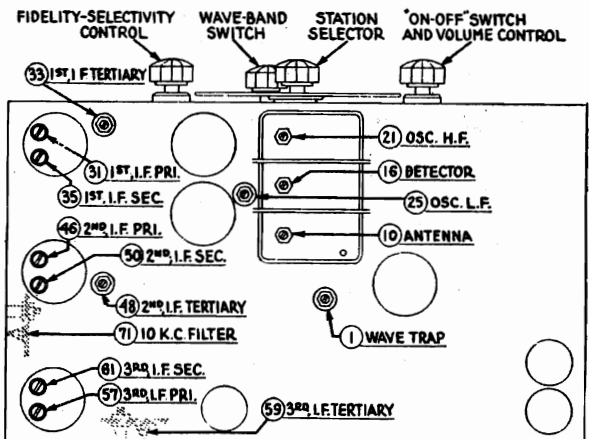 FIDELITY-SELECTIVITY
CONTROL
WAVE-BAND
SWITCH
STATION
SELECTOR
"ON-OFF" SWITCH
AND VOLUME CONTROL
33 1ST, I.F TERTIARY
31 1ST, I.F. PRI.
35 1ST, I.F. SEC.
21 OSC. H.F.
16 DETECTOR
25 OSC. L.F.
10 ANTENNA
46 2ND, I.F. PRI.
50 2ND, I.F. SEC.
48 2ND, I.F. TERTIARY
71 10 K.C. FILTER
1 WAVE TRAP
61 3RD, I.F. SEC.
57 3RD, I.F. PRI.
59 3RD, I.F. TERTIARY